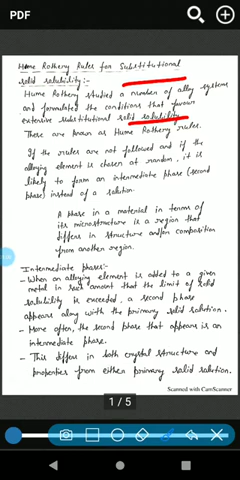 Hume Rothery Rules for Substitutional
solid solubility:-
Hume Rothery studied a number of alloy systems
and formulated the conditions that favour
extensive substitutional solid solubility.
These are known as Hume Rothery rules.
If the rules are not followed and if the
alloying element is chosen at random, it is
likely to form an intermediate phase (second
phase) instead of a solution.
A phase in a material in terms of
its microstructure is a region that
differs in structure and/or composition
from another region.
Intermediate phases:-
- When an alloying element is added to a given
metal in such amount that the limit of solid
solubility is exceeded, a second phase
appears along with the primary solid solution.
- More often, the second phase that appears is an
intermediate phase.
- This differs in both crystal structure and
properties from either primary solid solution.
Scanned with CamScanner
1 / 5